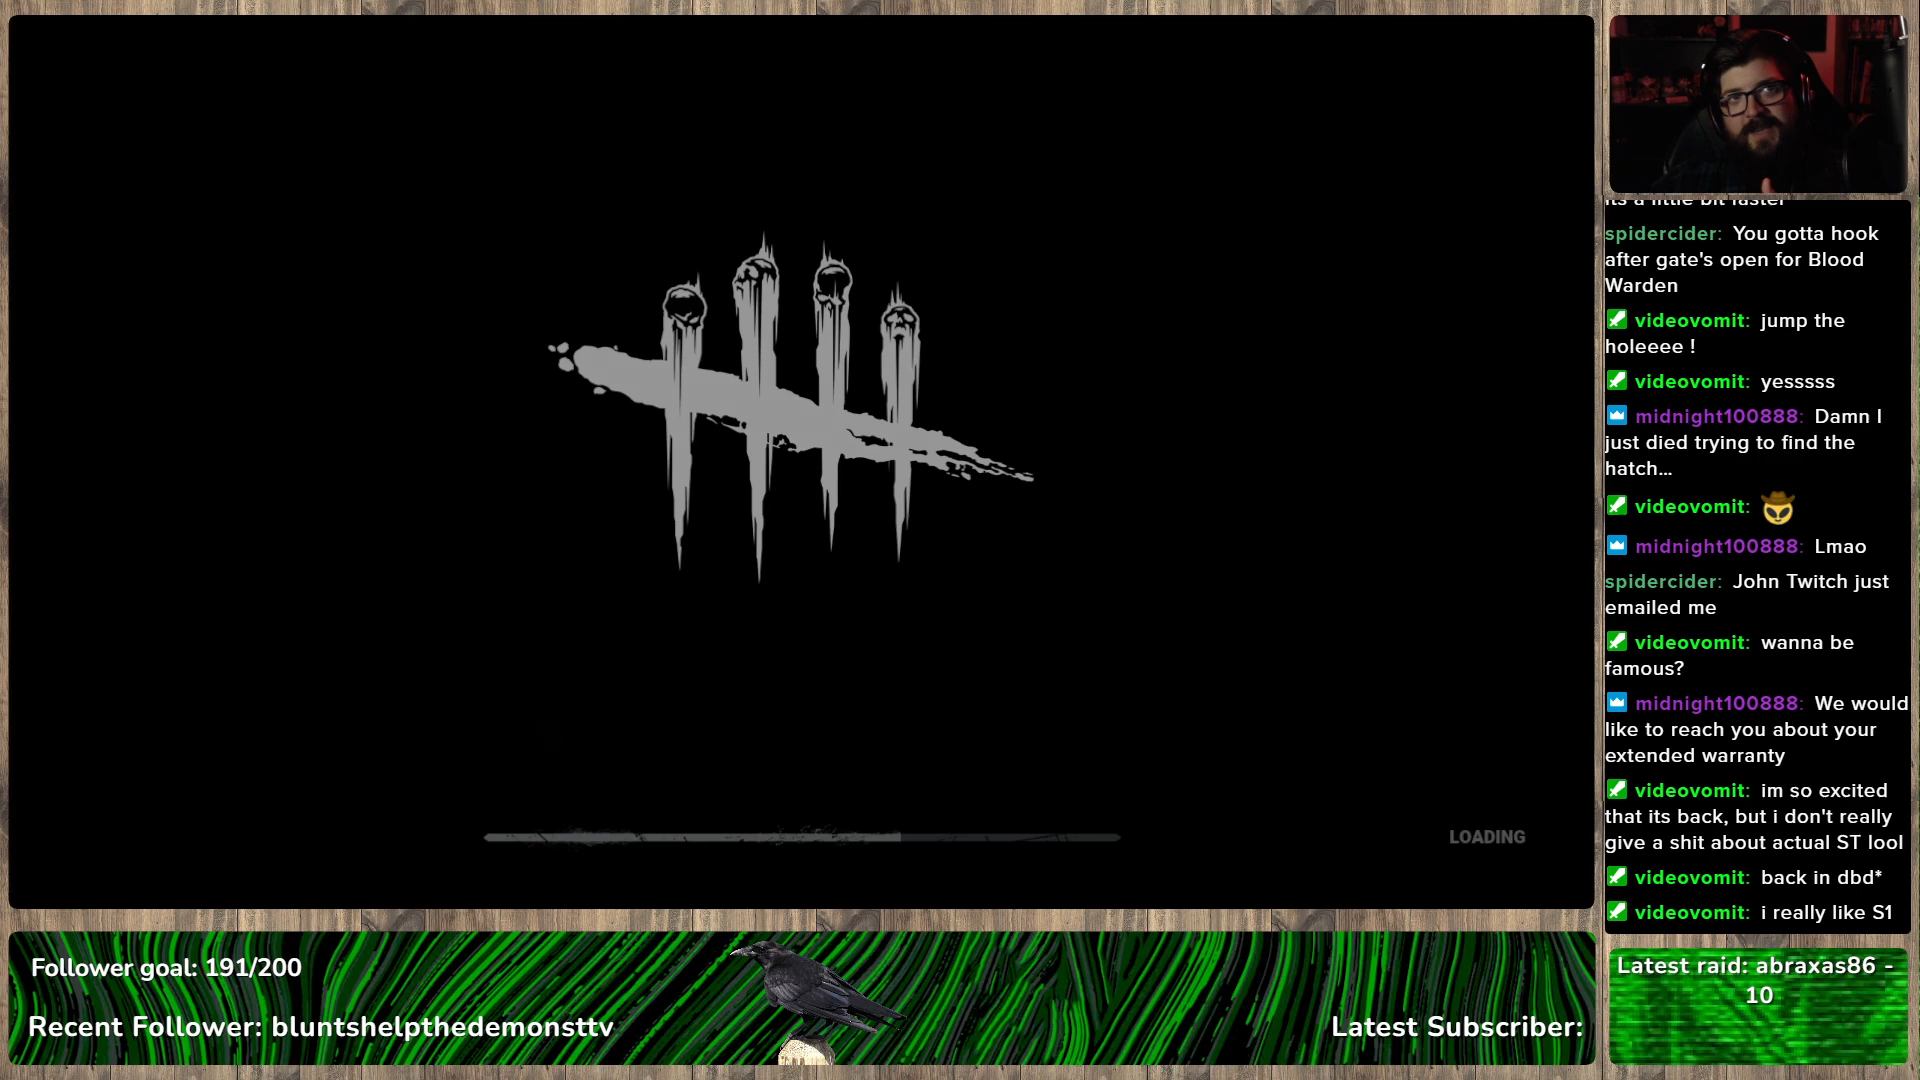 its a little bit faster
spidercider: You gotta hook
after gate's open for Blood
Warden
videovomit: jump the
holeeee !
videovomit: yesssss
midnight100888: Damn I
just died trying to find the
hatch...
videovomit:
midnight100888: Lmao
spidercider: John Twitch just
emailed me
videovomit: wanna be
famous?
midnight100888: We would
like to reach you about your
extended warranty
videovomit: im so excited
that its back, but i don't really
give a shit about actual ST lool
videovomit: back in dbd*
videovomit: i really like S1
LOADING
Follower goal: 191/200
Recent Follower: bluntshelpthedemonsttv
Latest Subscriber:
Latest raid: abraxas86 -
10